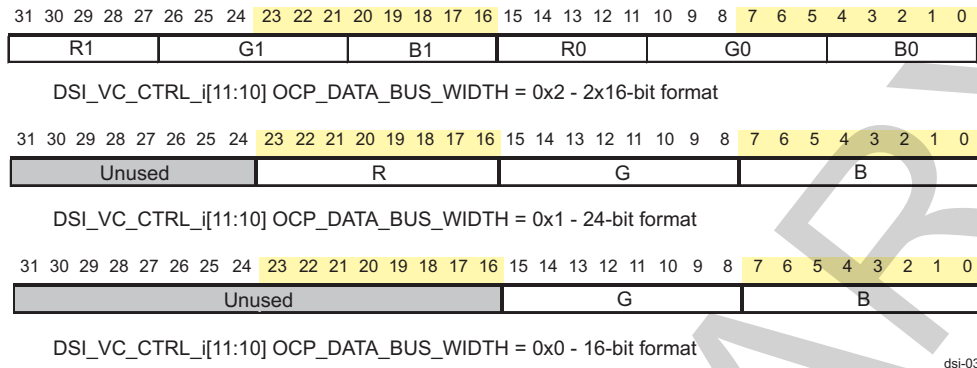 31 30 29 28 27 26 25 24 23 22 21 20 19 18 17 16 15 14 13 12 11 10 9 8 7 6 5 4 3 2 1 0
R1 G1 B1 R0 G0 B0
DSI_VC_CTRL_i[11:10] OCP_DATA_BUS_WIDTH = 0x2 - 2x16-bit format
31 30 29 28 27 26 25 24 23 22 21 20 19 18 17 16 15 14 13 12 11 10 9 8 7 6 5 4 3 2 1 0
Unused R G B
DSI_VC_CTRL_i[11:10] OCP_DATA_BUS_WIDTH = 0x1 - 24-bit format
31 30 29 28 27 26 25 24 23 22 21 20 19 18 17 16 15 14 13 12 11 10 9 8 7 6 5 4 3 2 1 0
Unused G B
DSI_VC_CTRL_i[11:10] OCP_DATA_BUS_WIDTH = 0x0 - 16-bit format
dsi-03